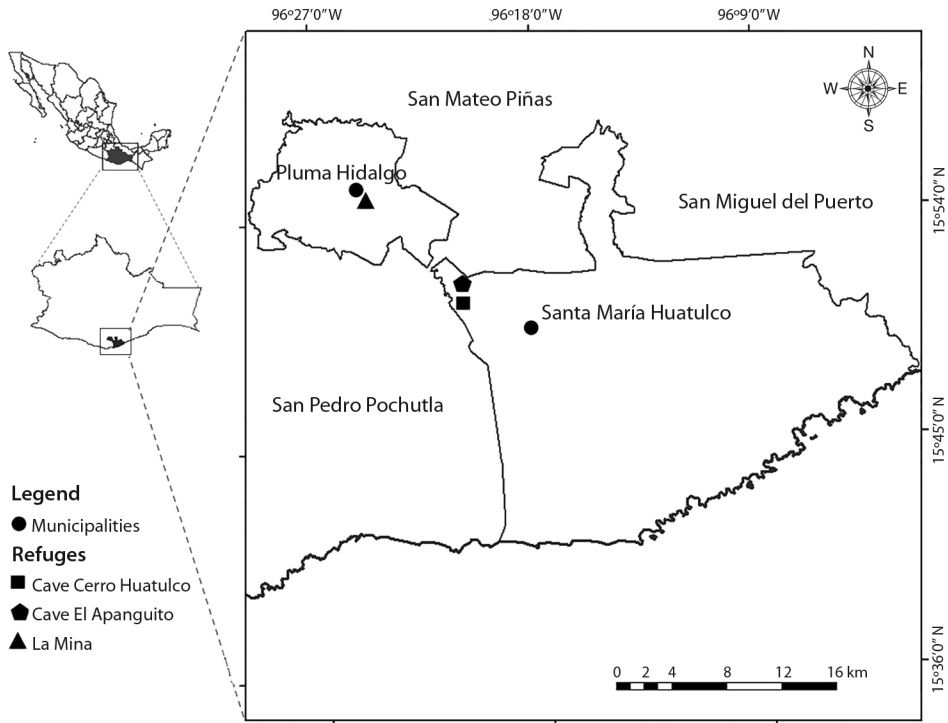 96°27'0"W 96°18'0"W 96°9'0"W
N
W E
S
San Mateo Piñas
Pluma Hidalgo
San Miguel del Puerto
15°54'0" N
Santa María Huatulco
San Pedro Pochutla
15°45'0" N
Legend
Municipalities
Refuges
Cave Cerro Huatulco
Cave El Apanguito
La Mina
15°36'0" N
0 2 4 8 12 16 km